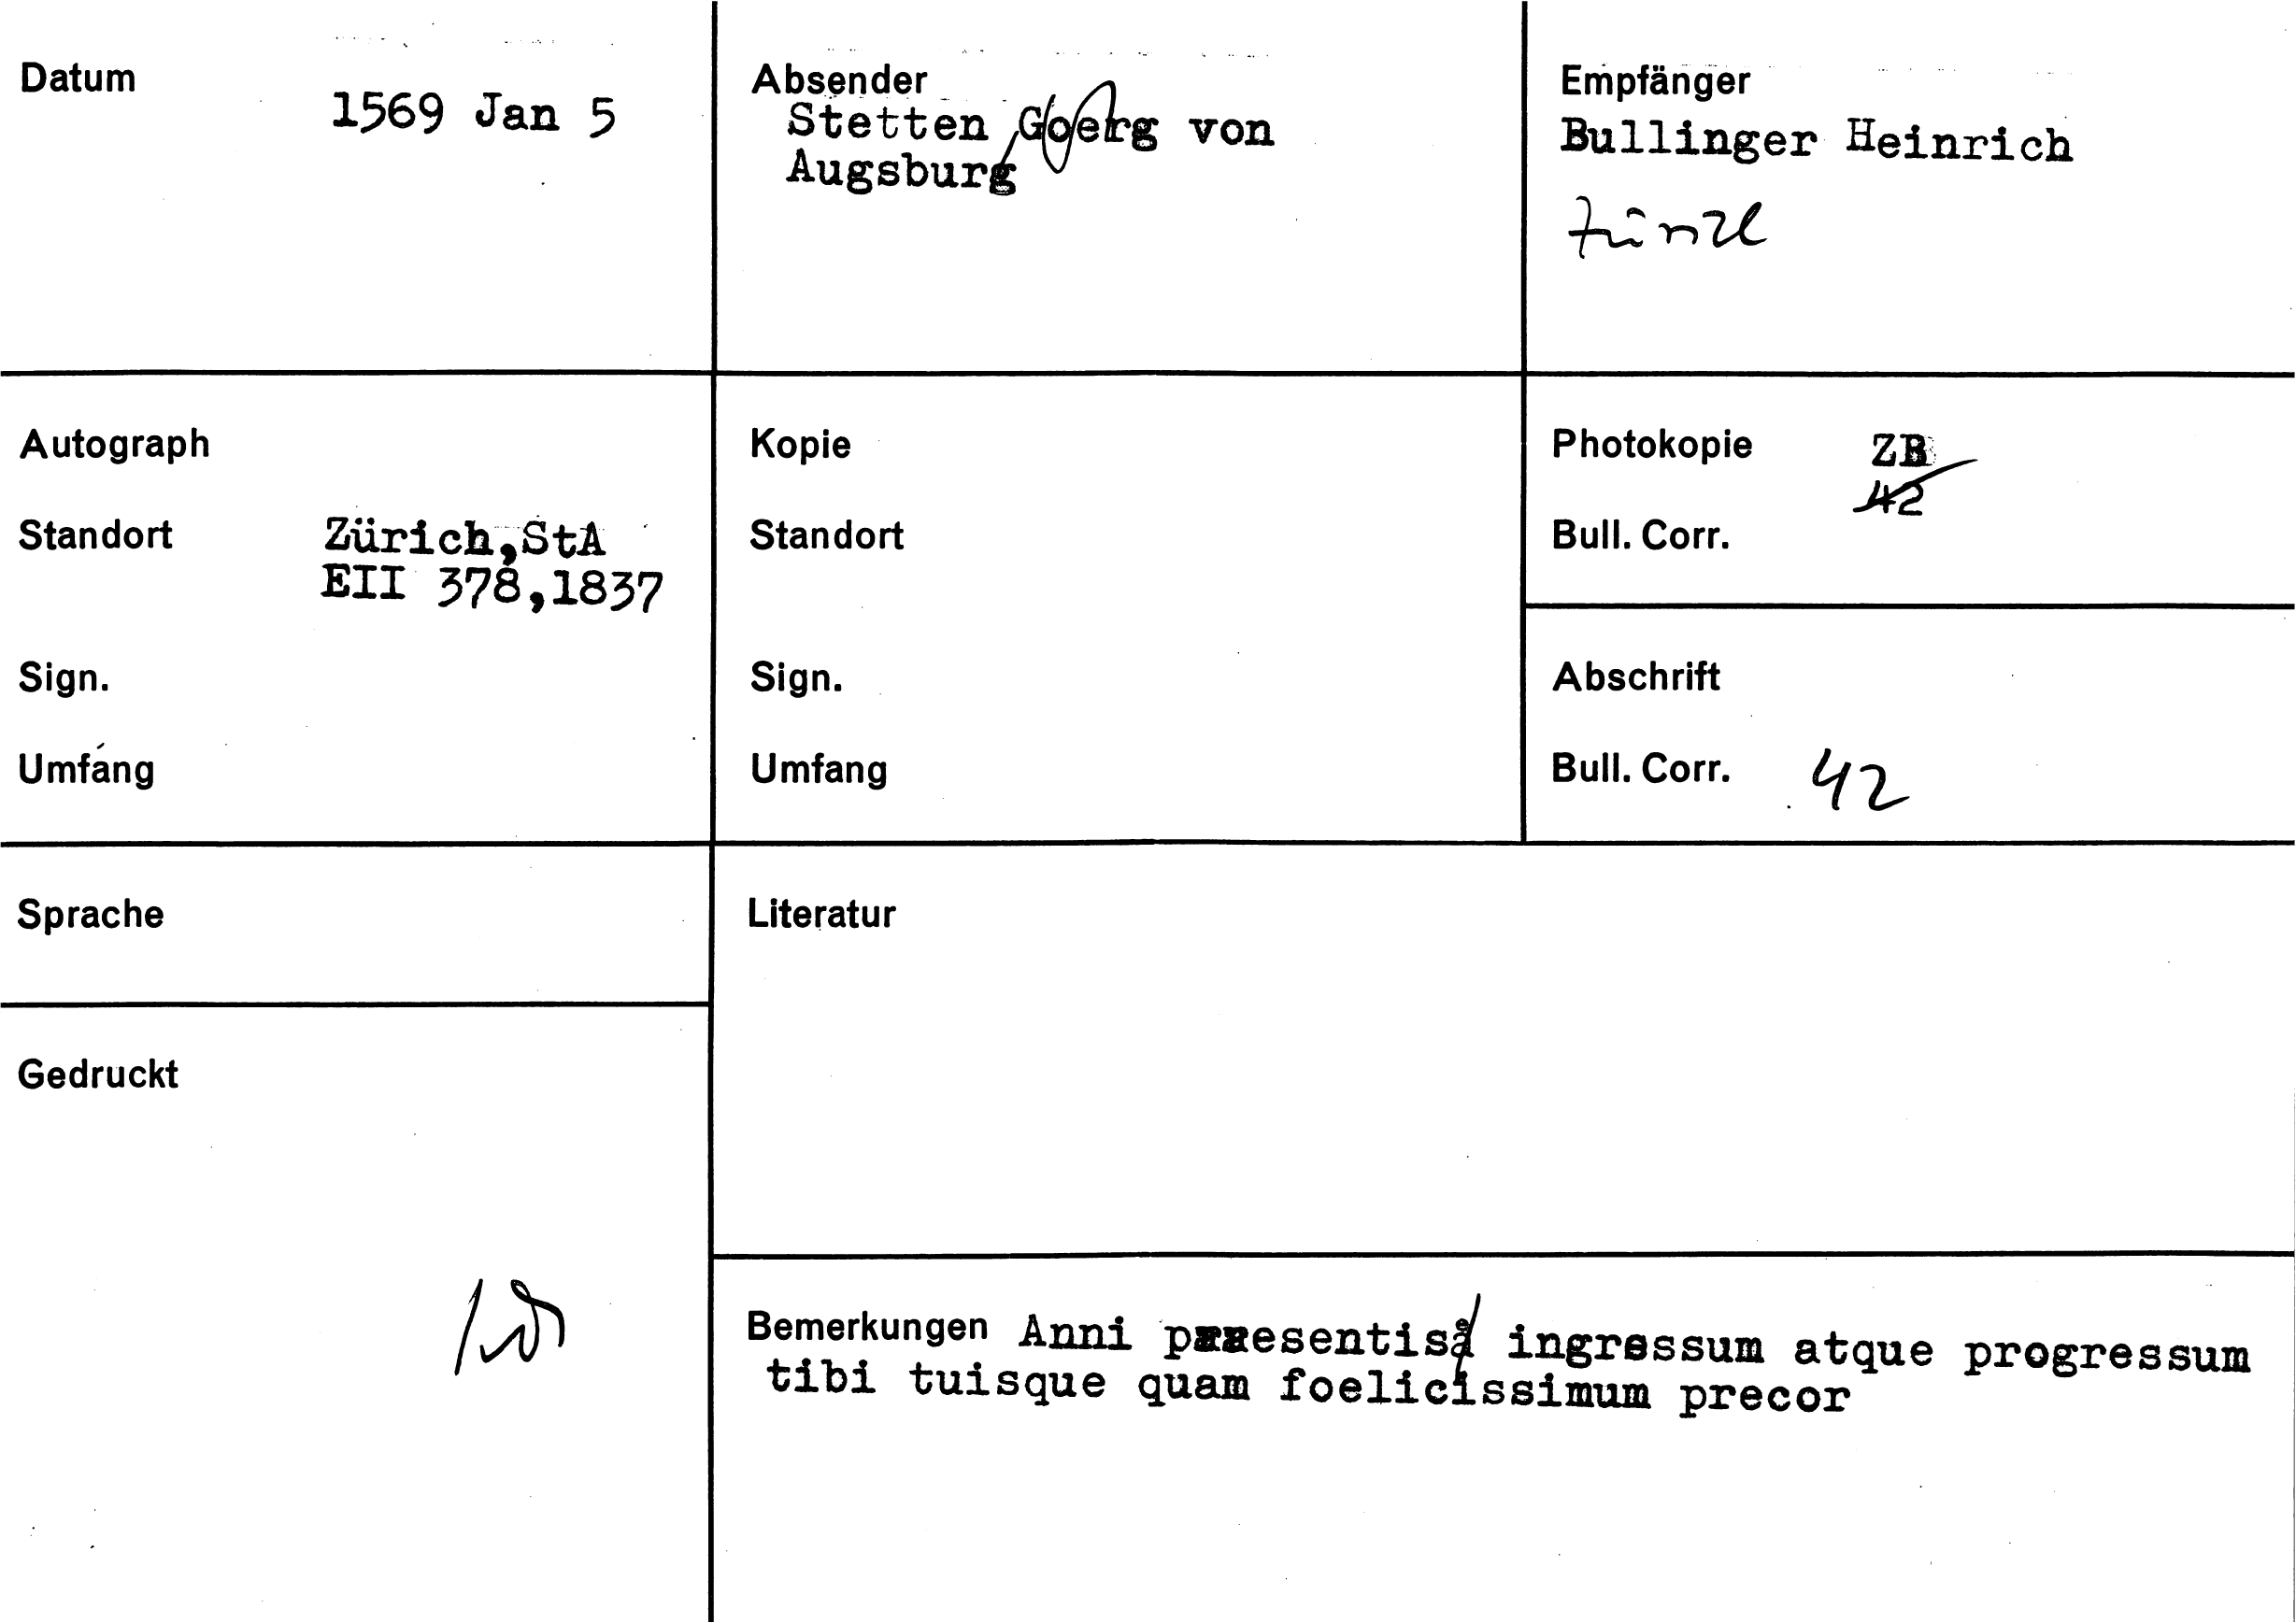 Datum
1569 Jan 5
Absender
Stetten Goerg von
Augsburg
Empfänger
Bullinger Heinrich
Zürich
Autograph
Standort Zürich,StA
EII 378,1837
Sign.
Umfang
Kopie
Standort
Sign.
Umfang
Photokopie ZB
42
Bull. Corr.
Abschrift
Bull. Corr. 42
Sprache
Gedruckt
Literatur
Bemerkungen Anni praesentis ingressum atque progressum
tibi tuisque quam foelicissimum precor